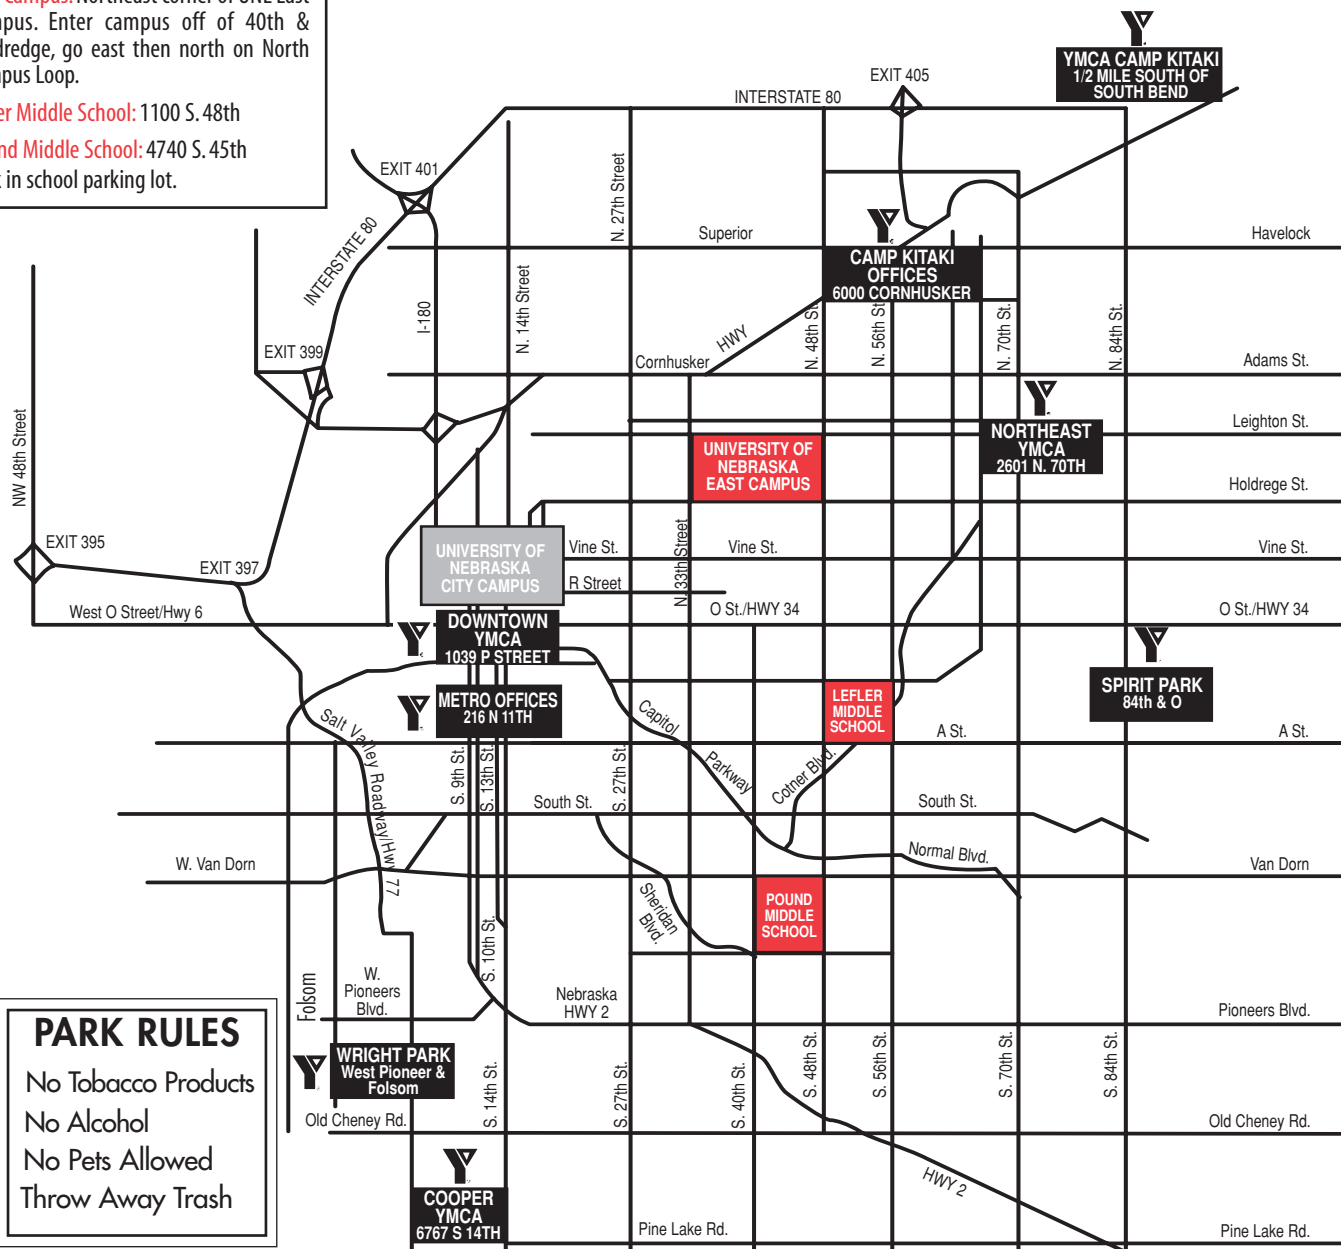 Campus: Northeast corner of UNL East
Enter campus off of 40th &
go east then north on North
Loop.
Middle School: 1100 S. 48th
Middle School: 4740 S. 45th
in school parking lot.
YMCA CAMP KITAKI
1/2 MILE SOUTH OF
SOUTH BEND
EXIT 405
INTERSTATE 80
EXIT 401
N. 27th Street
INTERSTATE 80
Superior
Havelock
CAMP KITAKI
OFFICES
6000 CORNHUSKER
I-180
N. 14th Street
HWY
Cornhusker
N. 48th St.
N. 56th St.
N. 70th St.
N. 84th St.
EXIT 399
Adams St.
NW 48th Street
Leighton St.
NORTHEAST
YMCA
2601 N. 70TH
UNIVERSITY OF
NEBRASKA
EAST CAMPUS
Holdrege St.
EXIT 395
EXIT 397
UNIVERSITY OF
NEBRASKA
CITY CAMPUS
Vine St.
N. 33th Street
Vine St.
Vine St.
R Street
West O Street/Hwy 6
O St./HWY 34
O St./HWY 34
DOWNTOWN
YMCA
1039 P STREET
METRO OFFICES
216 N 11TH
LEFLER
MIDDLE
SCHOOL
SPIRIT PARK
84th & O
Salt Valley Roadway/Hwy 77
Capitol
Parkway
A St.
A St.
S. 9th St.
S. 13th St.
S. 27th St.
Cotner Blvd.
South St.
South St.
W. Van Dorn
Normal Blvd.
Van Dorn
Sheridan
Blvd.
POUND
MIDDLE
SCHOOL
S. 10th St.
Folsom
W.
Pioneers
Blvd.
Nebraska
HWY 2
Pioneers Blvd.
PARK RULES
No Tobacco Products
No Alcohol
No Pets Allowed
Throw Away Trash
WRIGHT PARK
West Pioneer &
Folsom
S. 14th St.
S. 27th St.
S. 40th St.
S. 48th St.
S. 56th St.
S. 70th St.
S. 84th St.
Old Cheney Rd.
Old Cheney Rd.
HWY 2
COOPER
YMCA
6767 S 14TH
Pine Lake Rd.
Pine Lake Rd.